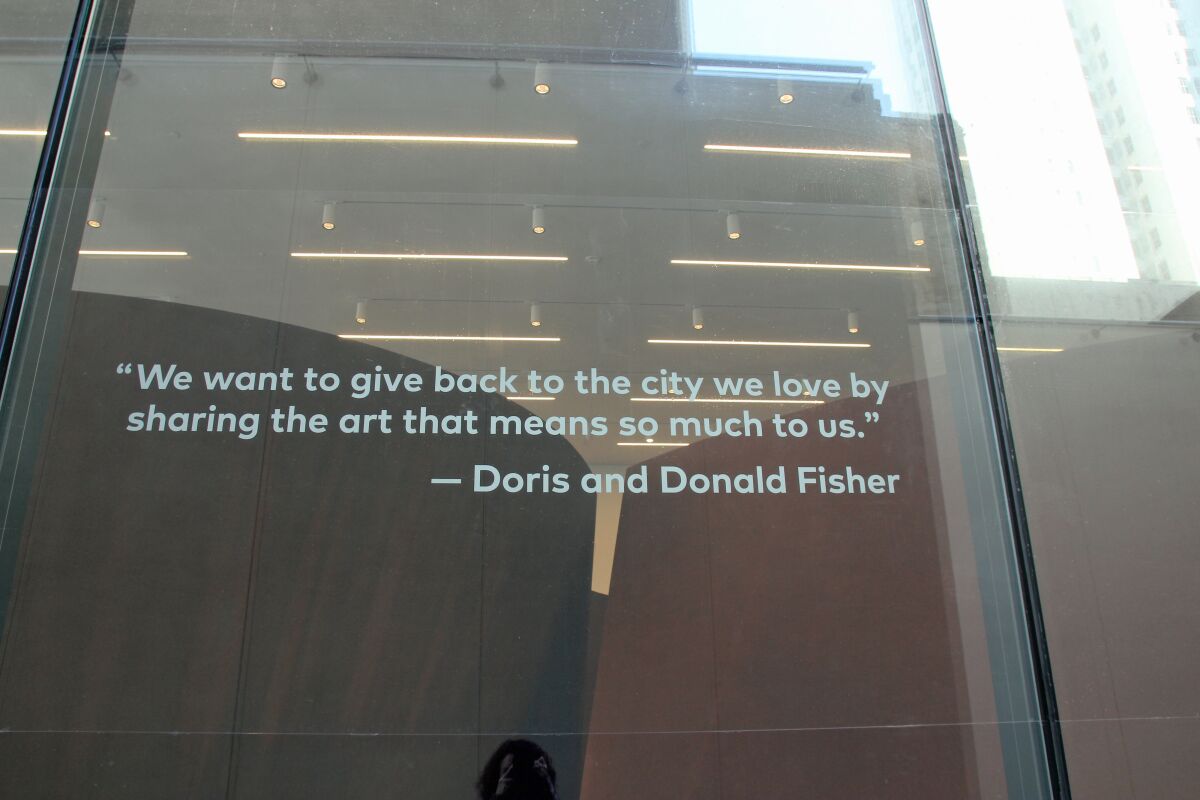 “We want to give back to the city we love by
sharing the art that means so much to us.”
— Doris and Donald Fisher